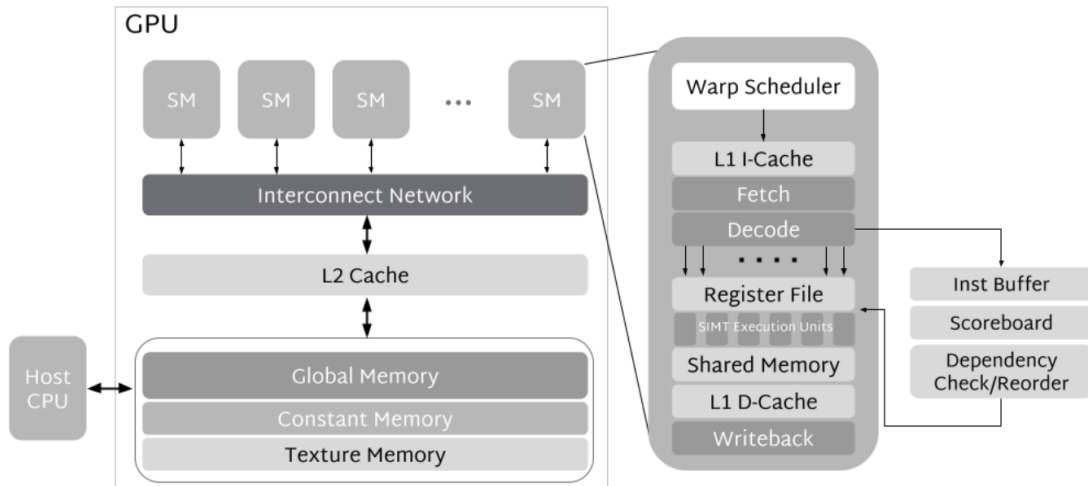 GPU
SM
SM
SM
...
SM
Interconnect Network
L2 Cache
Global Memory
Constant Memory
Texture Memory
Host
CPU
Warp Scheduler
L1 I-Cache
Fetch
Decode
Register File
SIMT Execution Units
Shared Memory
L1 D-Cache
Writeback
Inst Buffer
Scoreboard
Dependency
Check/Reorder